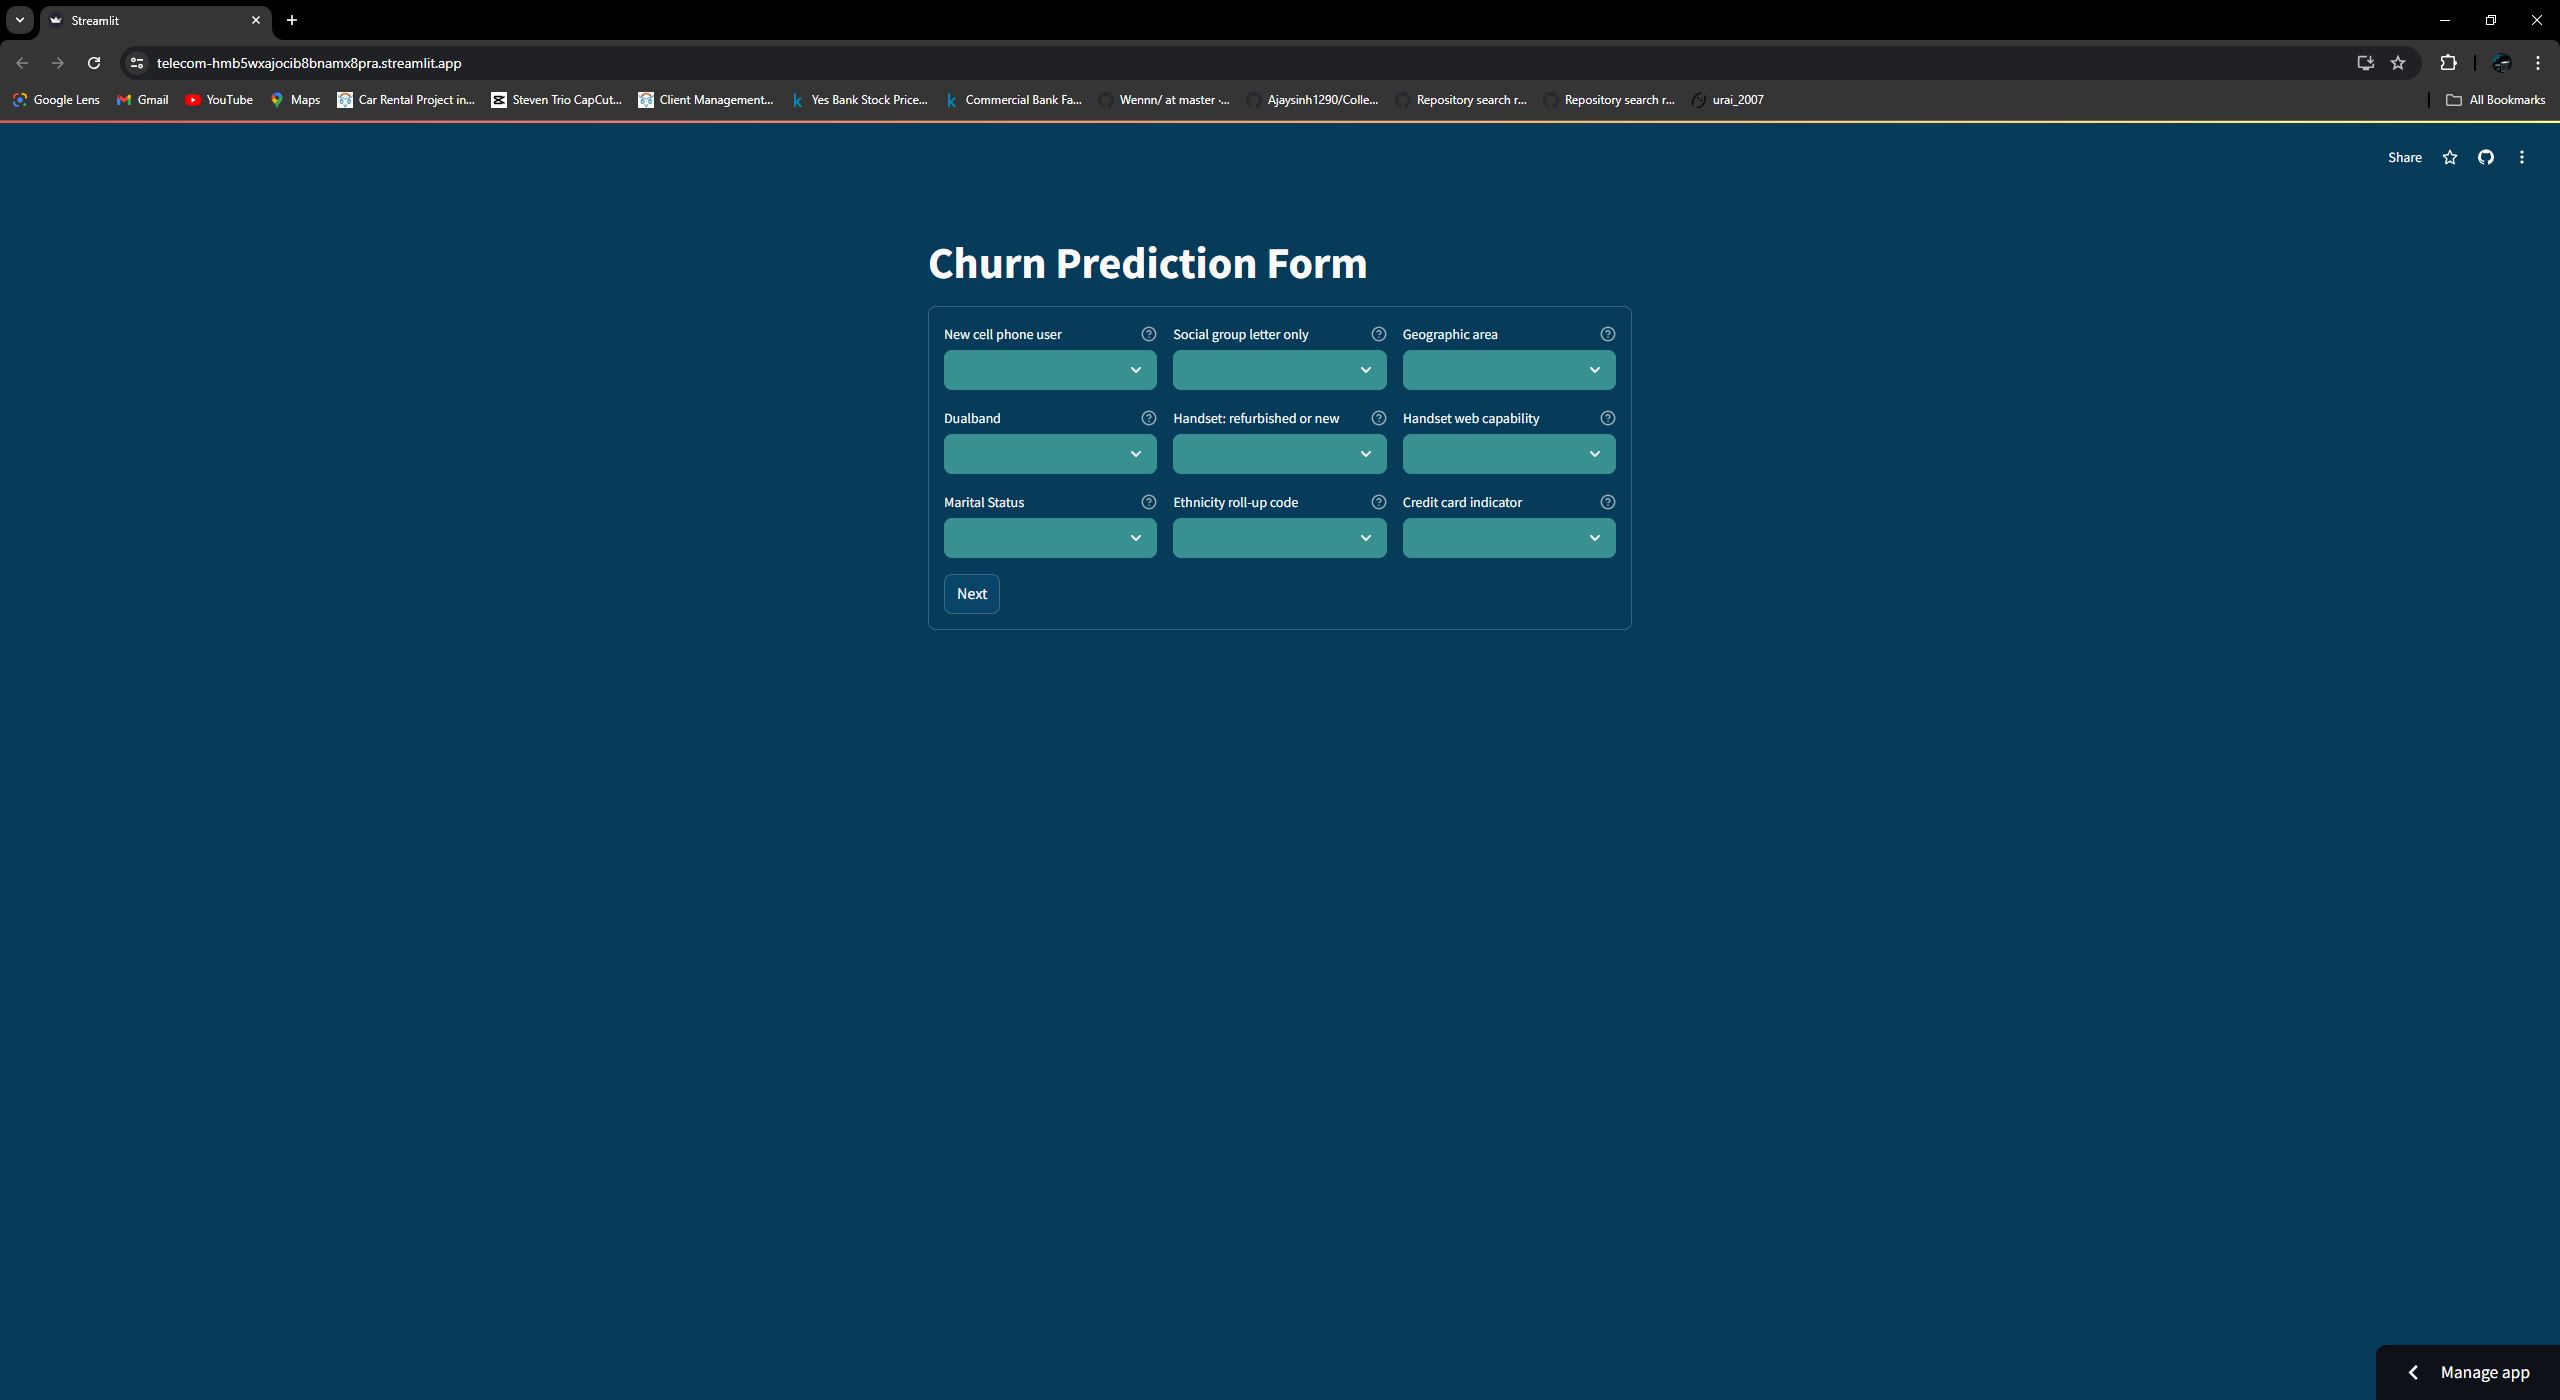 Streamlit
telecom-hmb5wxajocib8bnamx8pra.streamlit.app
Google Lens Gmail YouTube Maps Car Rental Project in... Steven Trio CapCut... Client Management... Yes Bank Stock Price... Commercial Bank Fa... Wennn/ at master ·... Ajaysinh1290/Colle... Repository search r... Repository search r... urai_2007 All Bookmarks
Share
Churn Prediction Form
New cell phone user Social group letter only Geographic area
Dualband Handset: refurbished or new Handset web capability
Marital Status Ethnicity roll-up code Credit card indicator
Next
Manage app